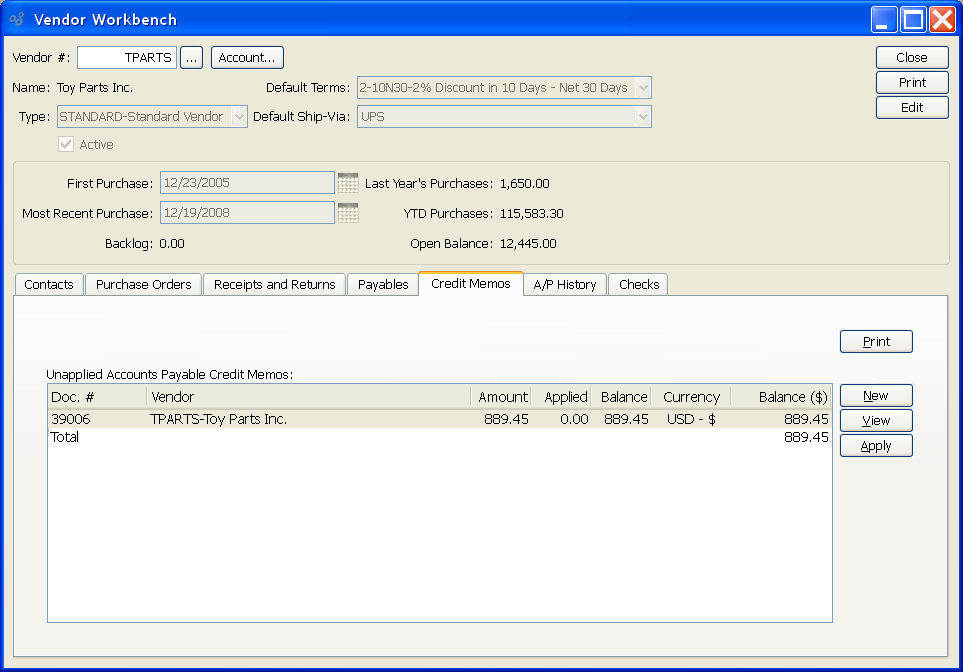 Vendor Workbench
Vendor #: TPARTS ... Account... Close
Print
Name: Toy Parts Inc. Default Terms: 2-10N30-2% Discount in 10 Days - Net 30 Days
Edit
Type: STANDARD-Standard Vendor Default Ship-Via: UPS
Active
First Purchase: 12/23/2005 Last Year's Purchases: 1,650.00
Most Recent Purchase: 12/19/2008 YTD Purchases: 115,583.30
Backlog: 0.00 Open Balance: 12,445.00
Contacts Purchase Orders Receipts and Returns Payables Credit Memos A/P History Checks
Print
Unapplied Accounts Payable Credit Memos:
Doc. # Vendor Amount Applied Balance Currency Balance ($) New
39006 TPARTS-Toy Parts Inc. 889.45 0.00 889.45 USD - $ 889.45 View
Total 889.45
Apply